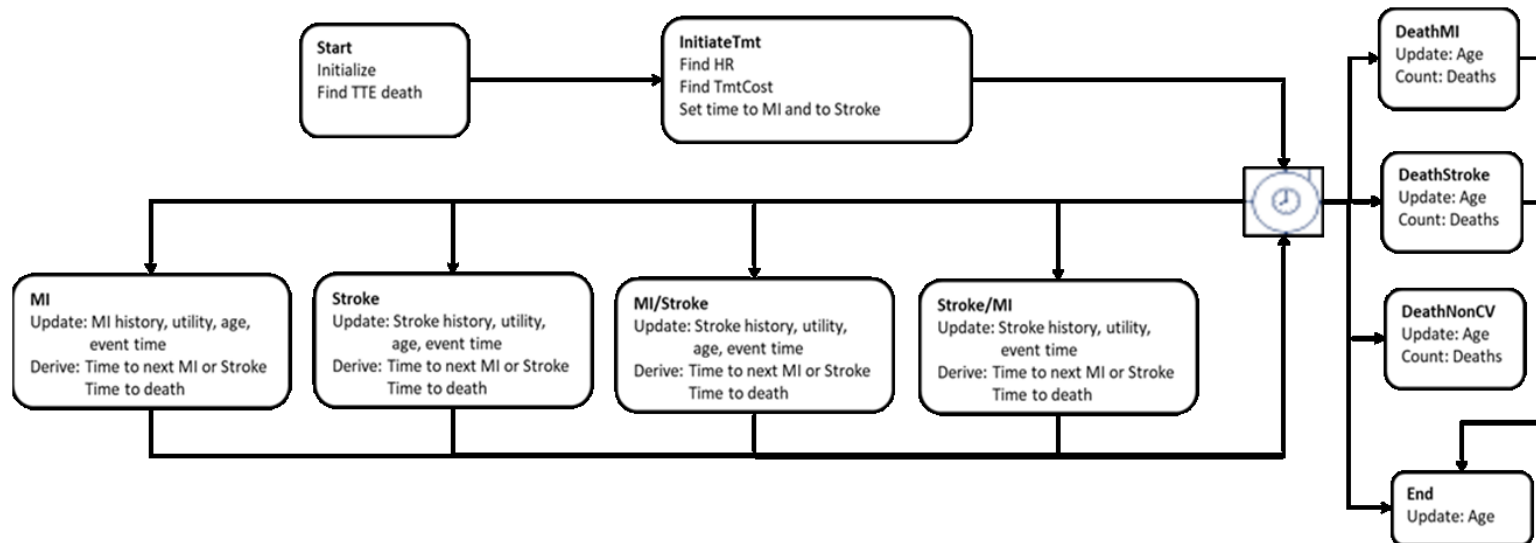 Start
Initialize
Find TTE death
InitiateTmt
Find HR
Find TmtCost
Set time to MI and to Stroke
DeathMI
Update: Age
Count: Deaths
DeathStroke
Update: Age
Count: Deaths
MI
Update: MI history, utility, age,
event time
Derive: Time to next MI or Stroke
Time to death
Stroke
Update: Stroke history, utility,
age, event time
Derive: Time to next MI or Stroke
Time to death
MI/Stroke
Update: Stroke history, utility,
age, event time
Derive: Time to next MI or Stroke
Time to death
Stroke/MI
Update: Stroke history, utility,
event time
Derive: Time to next MI or Stroke
Time to death
DeathNonCV
Update: Age
Count: Deaths
End
Update: Age